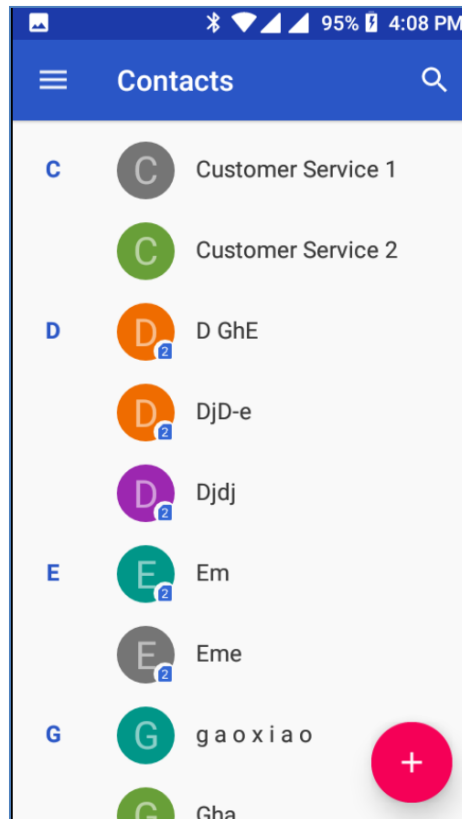 95% 4:08 PM
Contacts
C C Customer Service 1
C Customer Service 2
D D 2 D GhE
D 2 DjD-e
D 2 Djdj
E E 2 Em
E 2 Eme
G G g a o x i a o
G Gha